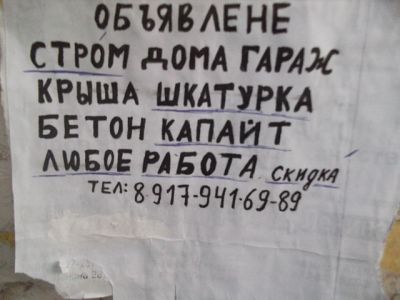 ОБЪЯВЛЕНЕ
СТРОМ ДОМА ГАРАЖ
КРЫША ШКАТУРКА
БЕТОН КАПАЙТ
ЛЮБОЕ РАБОТА СКИДКА
ТЕЛ: 8-917-941-69-89